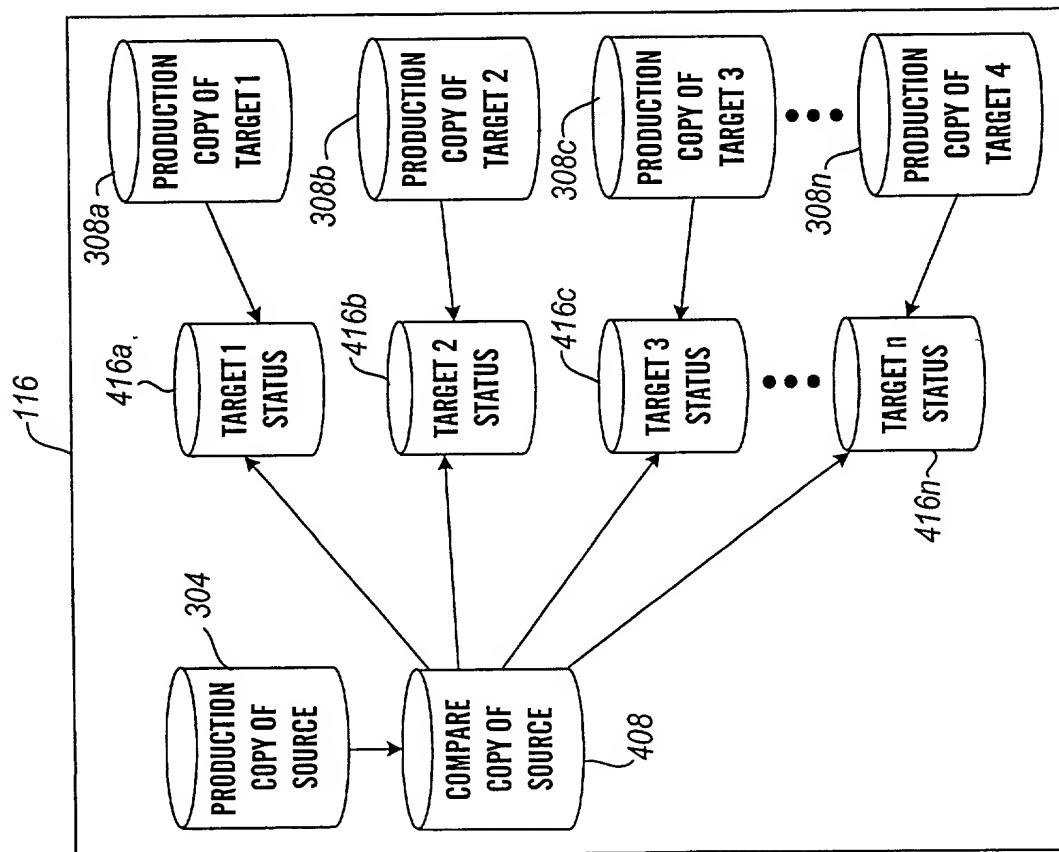 116
304
PRODUCTION
COPY OF
SOURCE
COMPARE
COPY OF
SOURCE
408
416a.
TARGET 1
STATUS
416b
TARGET 2
STATUS
416c
TARGET 3
STATUS
TARGET n
STATUS
416n
308a
PRODUCTION
COPY OF
TARGET 1
308b
PRODUCTION
COPY OF
TARGET 2
308c
PRODUCTION
COPY OF
TARGET 3
308n
PRODUCTION
COPY OF
TARGET 4